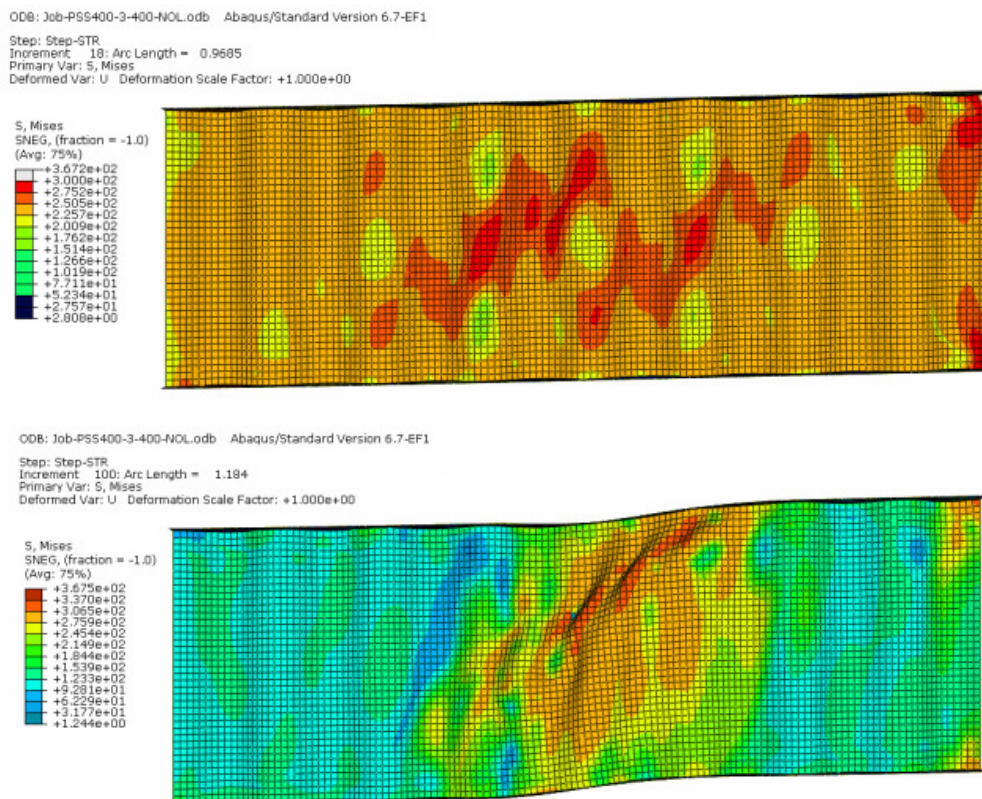 ODB: Job-PSS400-3-400-NOL.odb Abaqus/Standard Version 6.7-EF1
Step: Step-STR
Increment 18: Arc Length = 0.9685
Primary Var: S, Mises
Deformed Var: U Deformation Scale Factor: +1.000e+00
S, Mises
SNEG, (fraction = -1.0)
(Avg: 75%)
+3.672e+02
+3.000e+02
+2.752e+02
+2.505e+02
+2.257e+02
+2.009e+02
+1.762e+02
+1.514e+02
+1.266e+02
+1.019e+02
+7.711e+01
+5.234e+01
+2.757e+01
+2.808e+00
ODB: Job-PSS400-3-400-NOL.odb Abaqus/Standard Version 6.7-EF1
Step: Step-STR
Increment 100: Arc Length = 1.184
Primary Var: S, Mises
Deformed Var: U Deformation Scale Factor: +1.000e+00
S, Mises
SNEG, (fraction = -1.0)
(Avg: 75%)
+3.675e+02
+3.370e+02
+3.065e+02
+2.759e+02
+2.454e+02
+2.149e+02
+1.844e+02
+1.539e+02
+1.233e+02
+9.281e+01
+6.229e+01
+3.177e+01
+1.244e+00